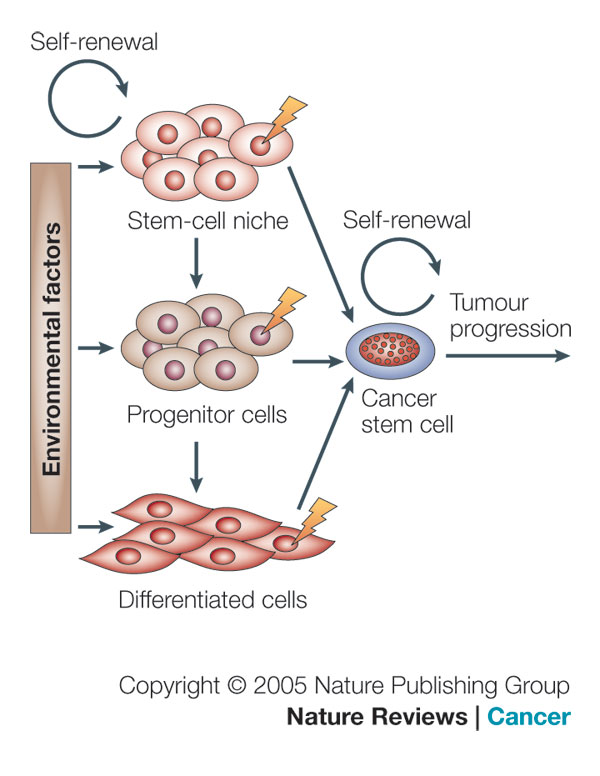 Self-renewal
Environmental factors
Stem-cell niche
Self-renewal
Tumour
progression
Progenitor cells
Cancer
stem cell
Differentiated cells
Copyright © 2005 Nature Publishing Group
Nature Reviews | Cancer